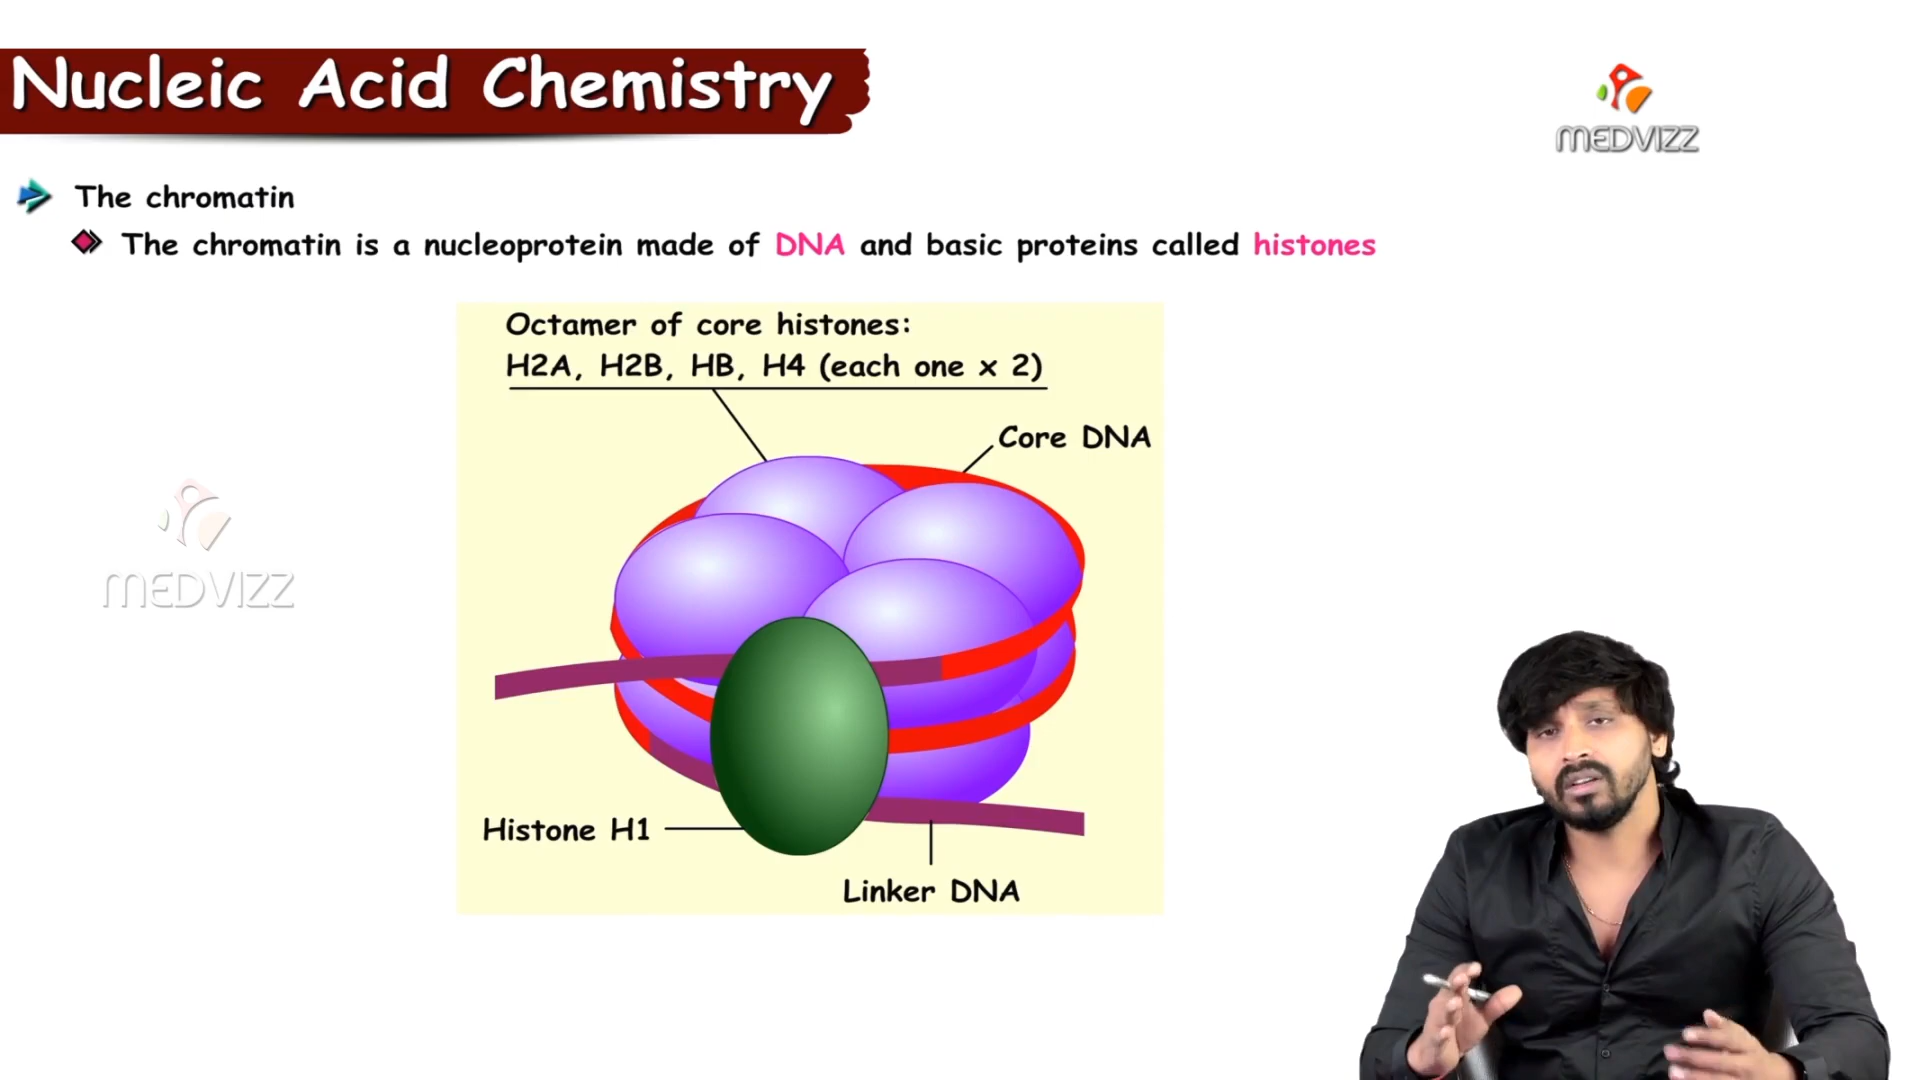 Nucleic Acid Chemistry
MEDVIZZ
The chromatin
The chromatin is a nucleoprotein made of DNA and basic proteins called histones
Octamer of core histones:
H2A, H2B, HB, H4 (each one x 2)
Core DNA
MEDVIZZ
Histone H1
Linker DNA